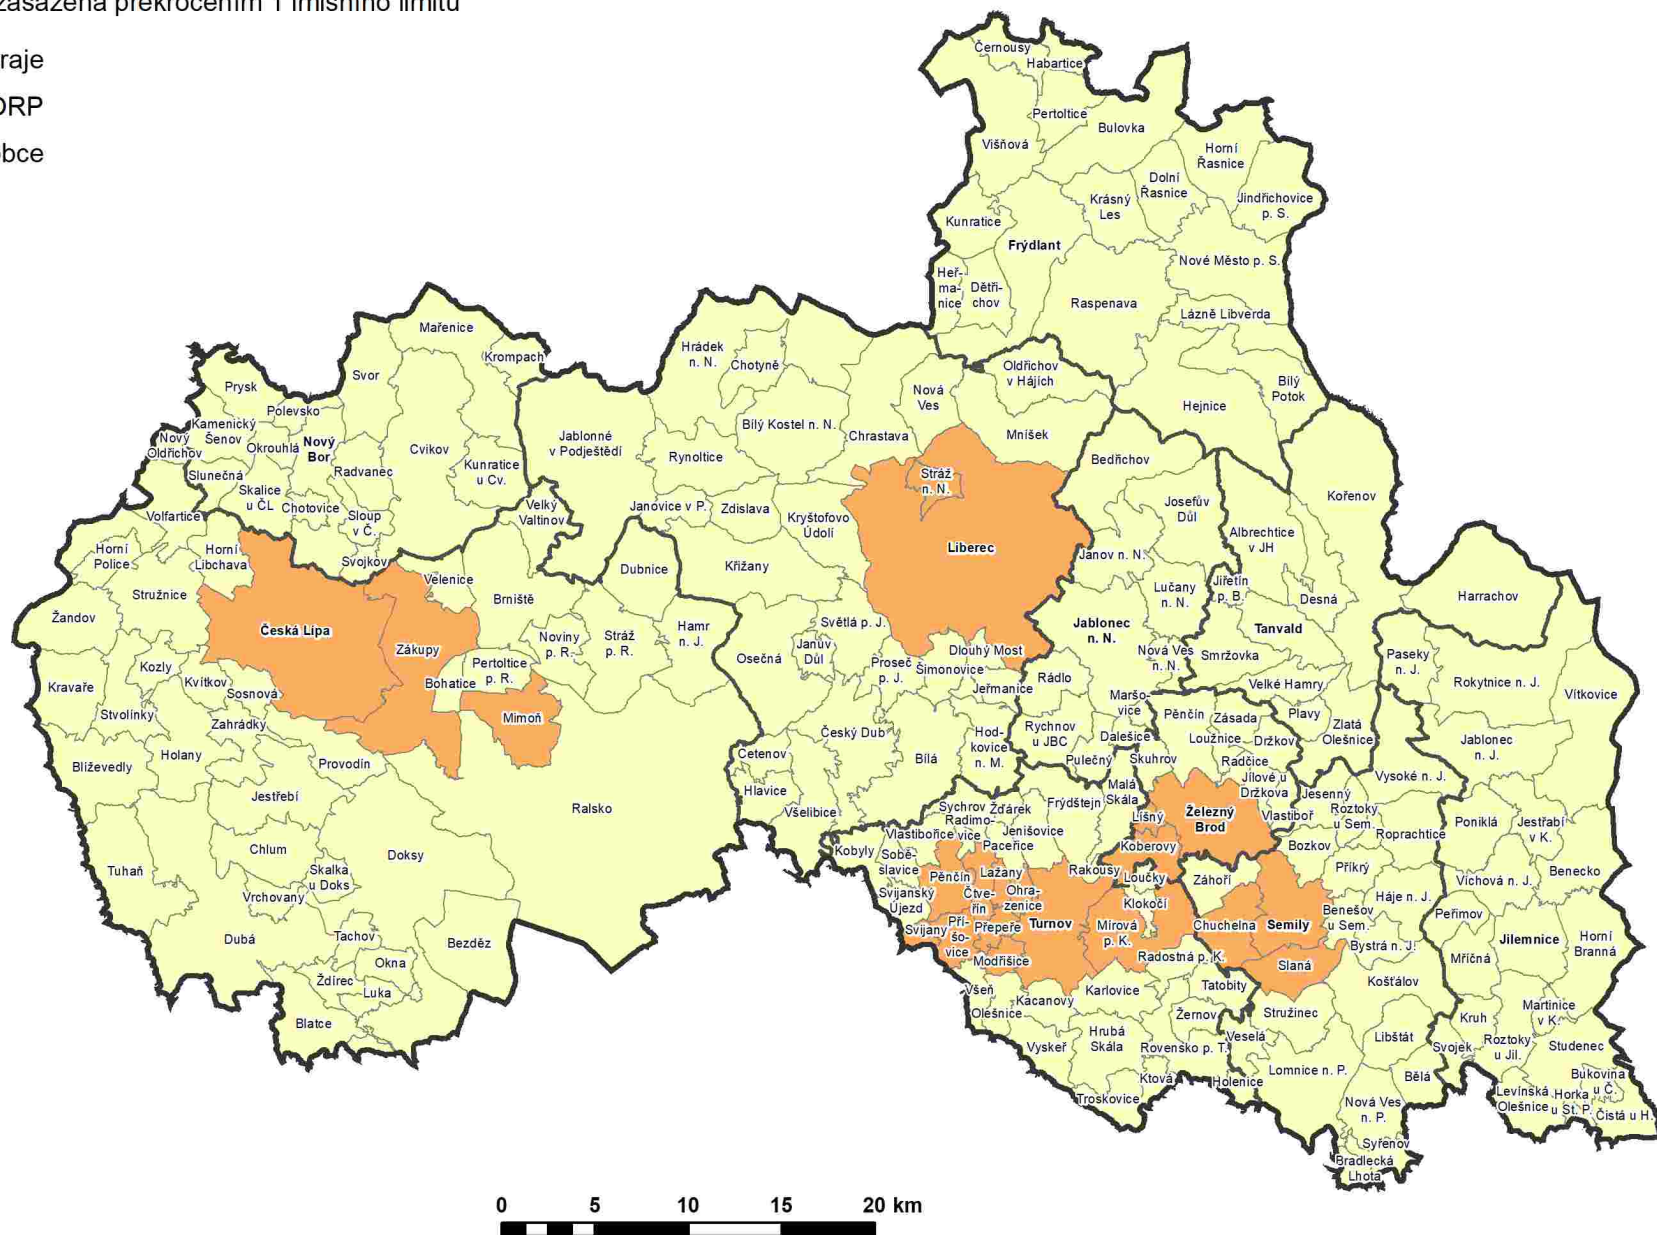 zasažena překročením 1 imisního limitu
raje
ORP
bce
Černousy
Habartice
Pertoltice
Bulovka
Višňová
Horní
Řasnice
Dolní
Řasnice
Krásný
Les
Jindřichovice
p. S.
Kunratice
Frýdlant
Nové Město p. S.
Heř-
ma-
nice
Dětři-
chov
Raspenava
Lázně Libverda
Bílý
Potok
Hejnice
Oldřichov
v Hájích
Mníšek
Nová
Ves
Chrastava
Hrádek
n. N.
Chotyně
Bílý Kostel n. N.
Mařenice
Krompach
Svor
Prysk
Polevsko
Kamenický
Šenov
Nový
Oldřichov
Okrouhlá
Nový
Bor
Slunečná
Radvanec
Cvikov
Kunratice
u Cv.
Skalice
u ČL
Chotovice
Sloup
v Č.
Svojkov
Velký
Valtinov
Jablonné
v Podještědí
Rynoltice
Janovice v P.
Zdislava
Kryštofovo
Údolí
Křižany
Stráž
n. N.
Liberec
Bedřichov
Josefův
Důl
Kořenov
Albrechtice
v JH
Janov n. N.
Lučany
n. N.
Jiřetín
p. B.
Desná
Harrachov
Jablonec
n. N.
Tanvald
Nová Ves
n. N.
Smržovka
Velké Hamry
Paseky
n. J.
Rokytnice n. J.
Vítkovice
Volfartice
Horní
Police
Horní
Libchava
Stružnice
Žandov
Česká Lípa
Velenice
Zákupy
Brniště
Dubnice
Noviny
p. R.
Stráž
p. R.
Hamr
n. J.
Pertoltice
p. R.
Bohatice
Mimoň
Kozly
Kvítkov
Sosnová
Kravaře
Stvolínky
Zahrádky
Holany
Blíževedly
Provodín
Jestřebí
Ralsko
Osečná
Janův
Důl
Světlá p. J.
Proseč
p. J.
Šimonovice
Dlouhý Most
Jeřmanice
Rádlo
Maršo-
vice
Rychnov
u JBC
Dalešice
Pulečný
Skuhrov
Pěnčín
Zásada
Loužnice
Držkov
Plavy
Zlatá
Olešnice
Radčice
Jílové u
Držkova
Jablonec
n. J.
Vysoké n. J.
Český Dub
Hod-
kovice
n. M.
Bílá
Cetenov
Hlavice
Všelibice
Sychrov
Žďárek
Radimo-
vice
Frýdštejn
Malá
Skála
Vlastibořice
Jenišovice
Paceřice
Líšný
Železný
Brod
Vlastiboř
Jesenný
Roztoky
u Sem.
Roprachtice
Poniklá
Jestřabí
v K.
Koberovy
Bozkov
Příkrý
Kobyly
Sobě-
slavice
Pěnčín
Lažany
Rakousy
Loučky
Záhoří
Víchová n. J.
Benecko
Svijanský
Újezd
Čtve-
řín
Ohra-
zenice
Klokočí
Háje n. J.
Benešov
u Sem.
Peřimov
Svijany
Pří-
šo-
vice
Přepeře
Turnov
Mírová
p. K.
Chuchelna
Semily
Bystrá n. J.
Jilemnice
Horní
Branná
Modřišice
Radostná p. K.
Slaná
Mříčná
Košťálov
Všeň
Olešnice
Kacanovy
Karlovice
Tatobity
Stružinec
Martinice
v K.
Kruh
Žernov
Vyskeř
Hrubá
Skála
Rovensko p. T.
Veselá
Libštát
Svojek
Roztoky
u Jil.
Studenec
Lomnice n. P.
Ktová
Holenice
Bělá
Bukovina
u Č.
Levínská
Olešnice
Horka
u St. P.
Čistá u H.
Troskovice
Nová Ves
n. P.
Syřenov
Bradlecká
Lhota
Tuhaň
Chlum
Doksy
Skalka
u Doks
Vrchovany
Dubá
Tachov
Bezděz
Okna
Ždírec
Luka
Blatce
0 5 10 15 20 km